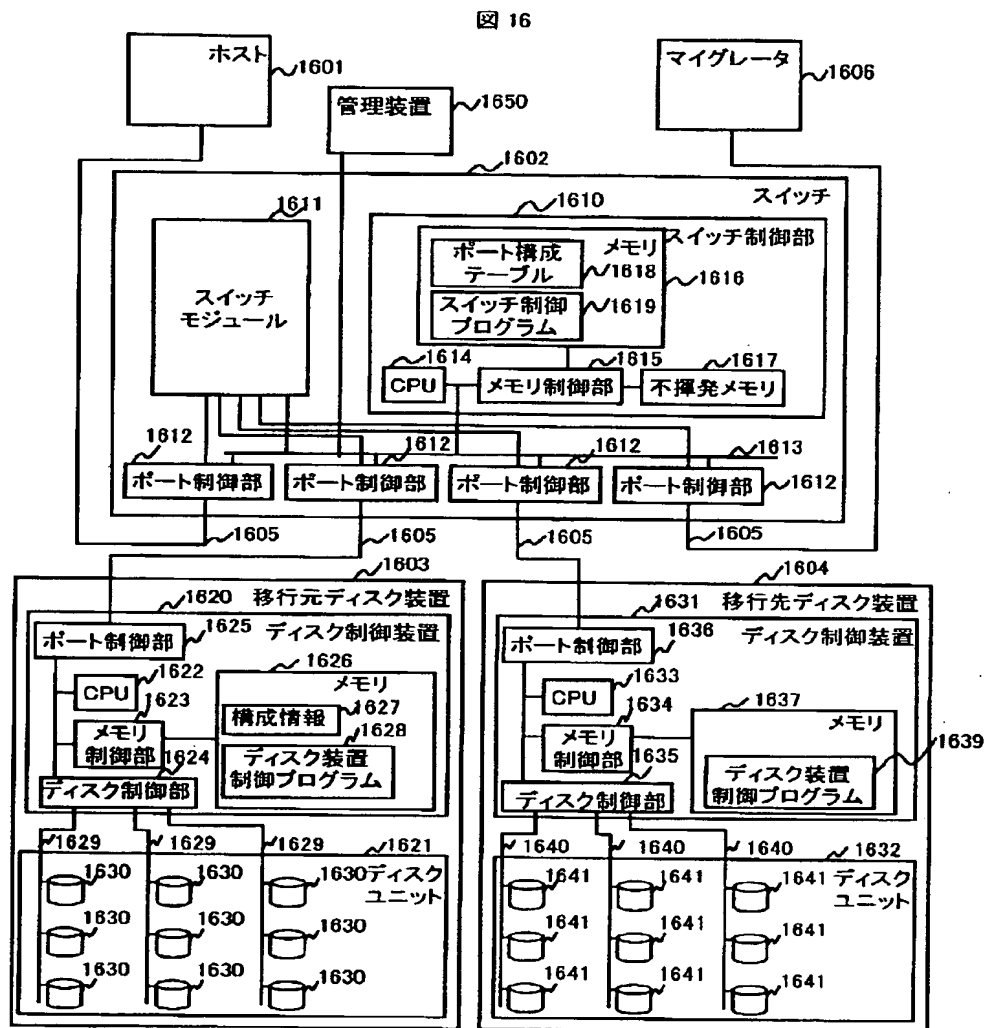 図 16
ホスト
1601
管理装置
1650
マイグレータ
1606
1602
スイッチ
1611
スイッチ
モジュール
1610
スイッチ制御部
メモリ
ポート構成
テーブル
1618
1616
スイッチ制御
プログラム
1619
1614
CPU
1615
メモリ制御部
1617
不揮発メモリ
1612
ポート制御部
1612
ポート制御部
1612
ポート制御部
1613
ポート制御部
1612
1605
1605
1605
1605
1603
移行元ディスク装置
1620
ディスク制御装置
ポート制御部
1625
CPU
1622
1623
メモリ
制御部
1624
ディスク制御部
1626
メモリ
構成情報
1627
1628
ディスク装置
制御プログラム
1629
1629
1629
1621
ディスク
ユニット
1630
1630
1630
1630
1630
1630
1630
1630
1630
1604
移行先ディスク装置
1631
ディスク制御装置
ポート制御部
1636
CPU
1633
1634
メモリ
制御部
1635
ディスク制御部
1637
メモリ
ディスク装置
制御プログラム
1639
1640
1640
1640
1632
ディスク
ユニット
1641
1641
1641
1641
1641
1641
1641
1641
1641